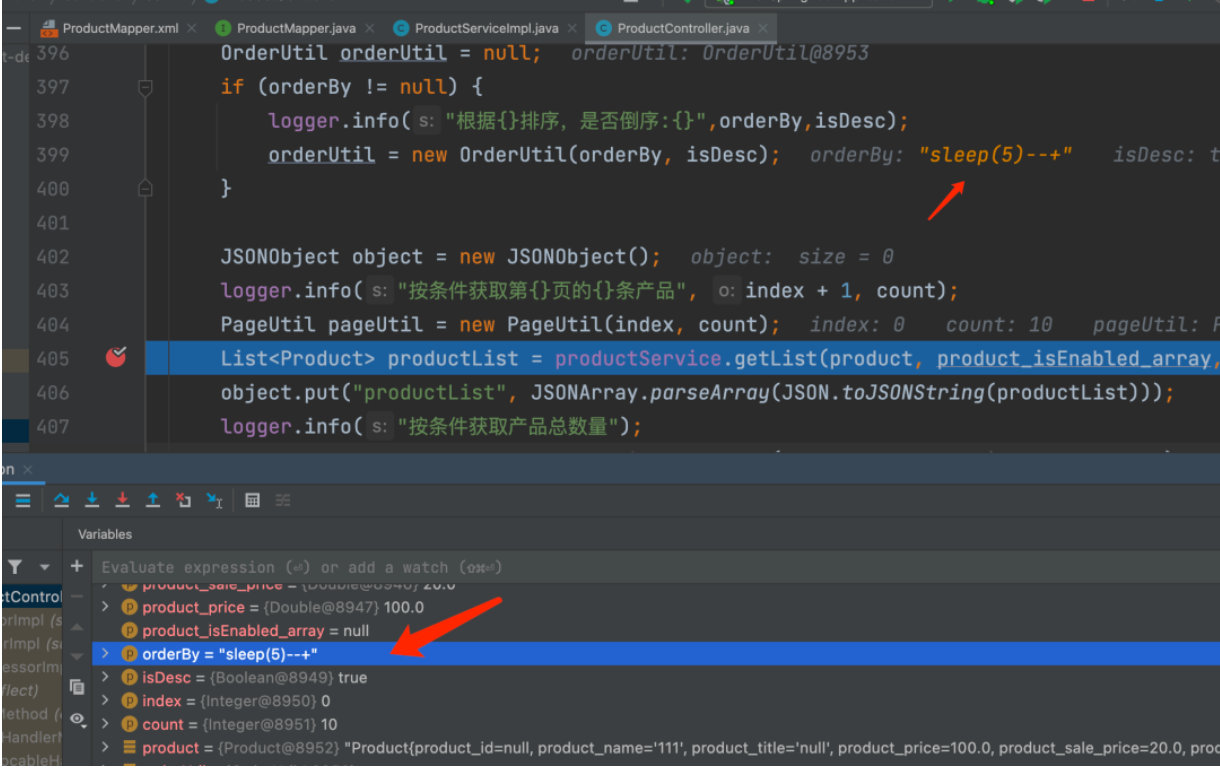 ProductMapper.xml ProductMapper.java ProductServiceImpl.java ProductController.java
396 OrderUtil orderUtil = null; orderUtil: OrderUtil@8953
397 if (orderBy != null) {
398 logger.info( s: "根据{}排序，是否倒序:{}",orderBy,isDesc);
399 orderUtil = new OrderUtil(orderBy, isDesc); orderBy: "sleep(5)--+" isDesc: t
400 }
401
402 JSONObject object = new JSONObject(); object: size = 0
403 logger.info( s: "按条件获取第{}页的{}条产品", o: index + 1, count);
404 PageUtil pageUtil = new PageUtil(index, count); index: 0 count: 10 pageUtil: P
405 List<Product> productList = productService.getList(product, product_isEnabled_array,
406 object.put("productList", JSONArray.parseArray(JSON.toJSONString(productList)));
407 logger.info( s: "按条件获取产品总数量");
on
Variables
Evaluate expression (⏎) or add a watch (⇧⌘⏎)
product_sale_price = {Double@8946} 20.0
ctControl
product_price = {Double@8947} 100.0
orImpl (s
product_isEnabled_array = null
rImpl (su
orderBy = "sleep(5)--+"
essorImp
isDesc = {Boolean@8949} true
flect)
index = {Integer@8950} 0
Method (
count = {Integer@8951} 10
HandlerM
product = {Product@8952} "Product{product_id=null, product_name='111', product_title='null', product_price=100.0, product_sale_price=20.0, proc
ocableH